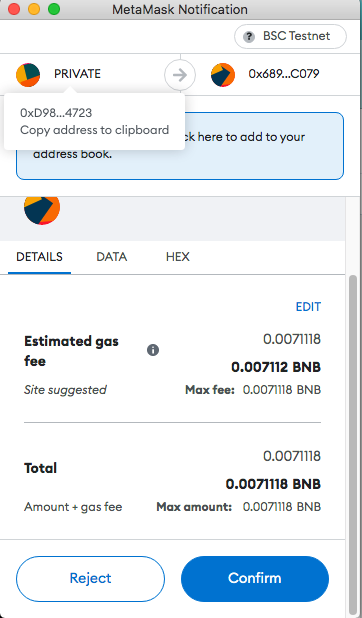 MetaMask Notification
? BSC Testnet
PRIVATE
0x689...C079
0xD98...4723
Copy address to clipboard
here to add to your
address book.
DETAILS
DATA
HEX
EDIT
Estimated gas
fee
0.0071118
0.007112 BNB
Site suggested
Max fee: 0.0071118 BNB
Total
0.0071118
0.0071118 BNB
Amount + gas fee
Max amount: 0.0071118 BNB
Reject
Confirm